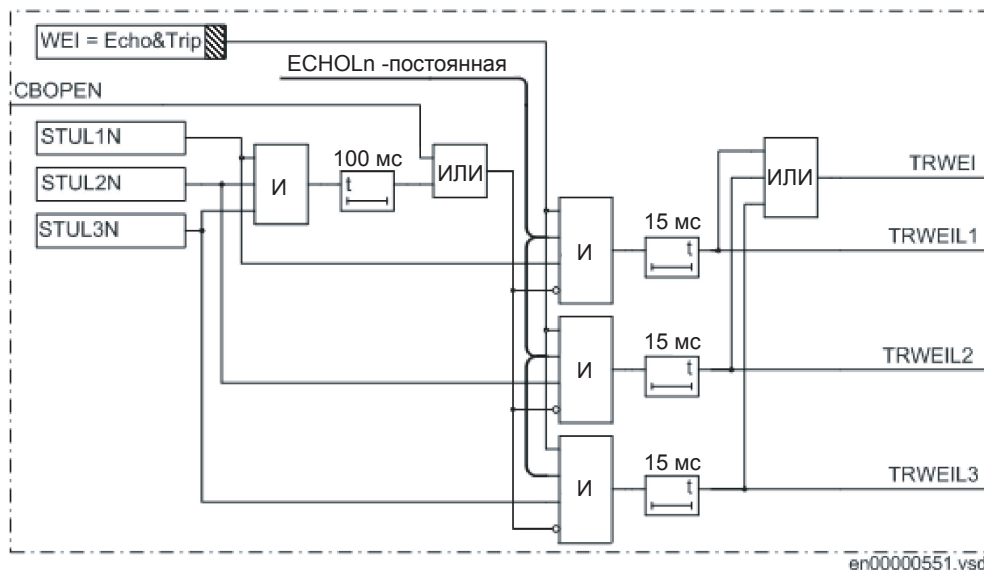 WEI = Echo&Trip
ECHOLn -постоянная
CBOPEN
STUL1N
STUL2N
STUL3N
И
100 мс
t
ИЛИ
ИЛИ
TRWEI
И
15 мс
t
TRWEIL1
И
15 мс
t
TRWEIL2
И
15 мс
t
TRWEIL3
en00000551.vsd